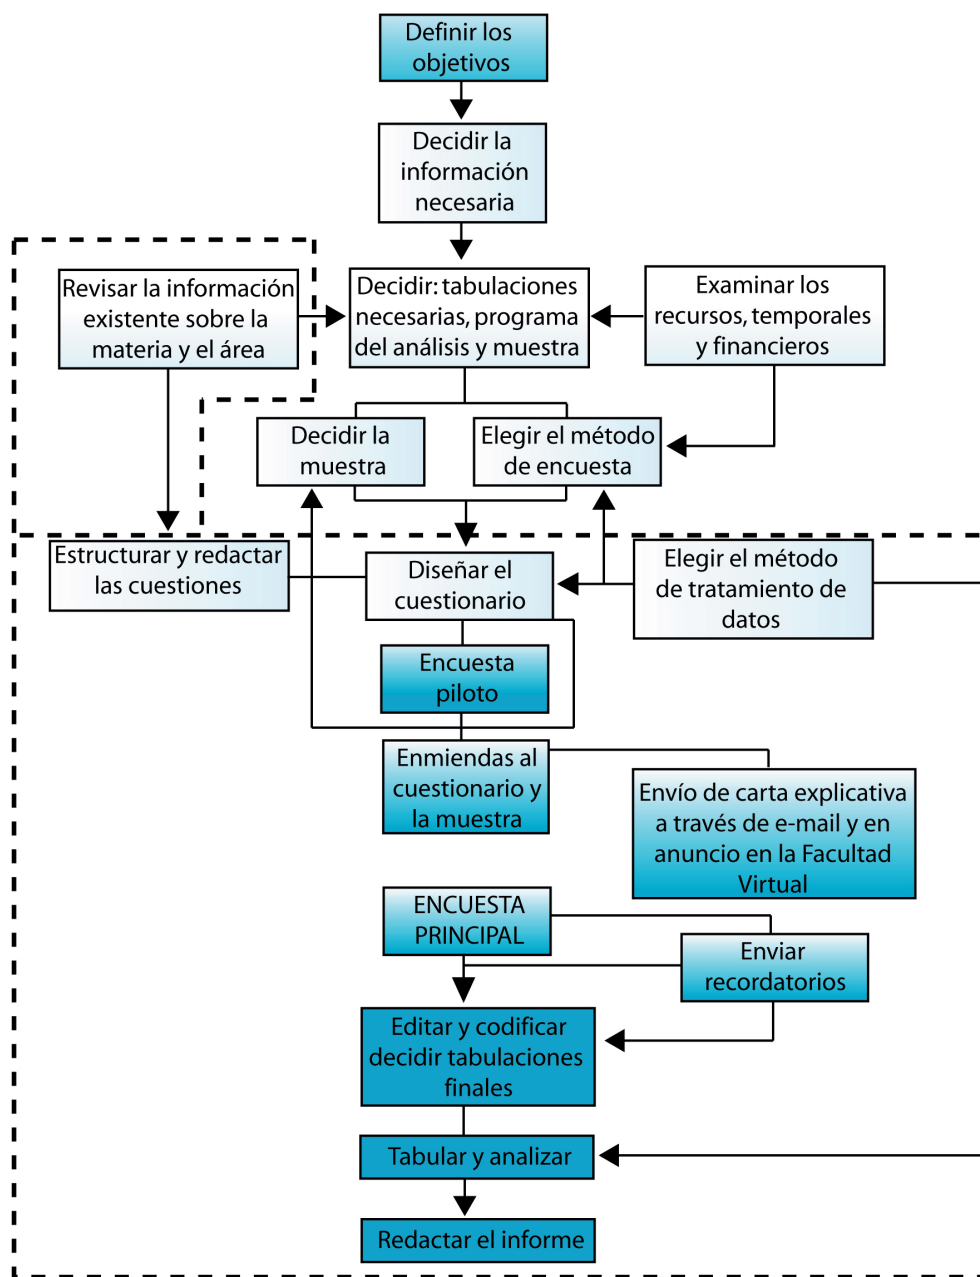 Definir los
objetivos
Decidir la
información
necesaria
Revisar la información
existente sobre la
materia y el área
Decidir: tabulaciones
necesarias, programa
del análisis y muestra
Examinar los
recursos, temporales
y financieros
Decidir la
muestra
Elegir el método
de encuesta
Estructurar y redactar
las cuestiones
Diseñar el
cuestionario
Elegir el método
de tratamiento de
datos
Encuesta
piloto
Enmiendas al
cuestionario y
la muestra
Envío de carta explicativa
a través de e-mail y en
anuncio en la Facultad
Virtual
ENCUESTA
PRINCIPAL
Enviar
recordatorios
Editar y codificar
decidir tabulaciones
finales
Tabular y analizar
Redactar el informe